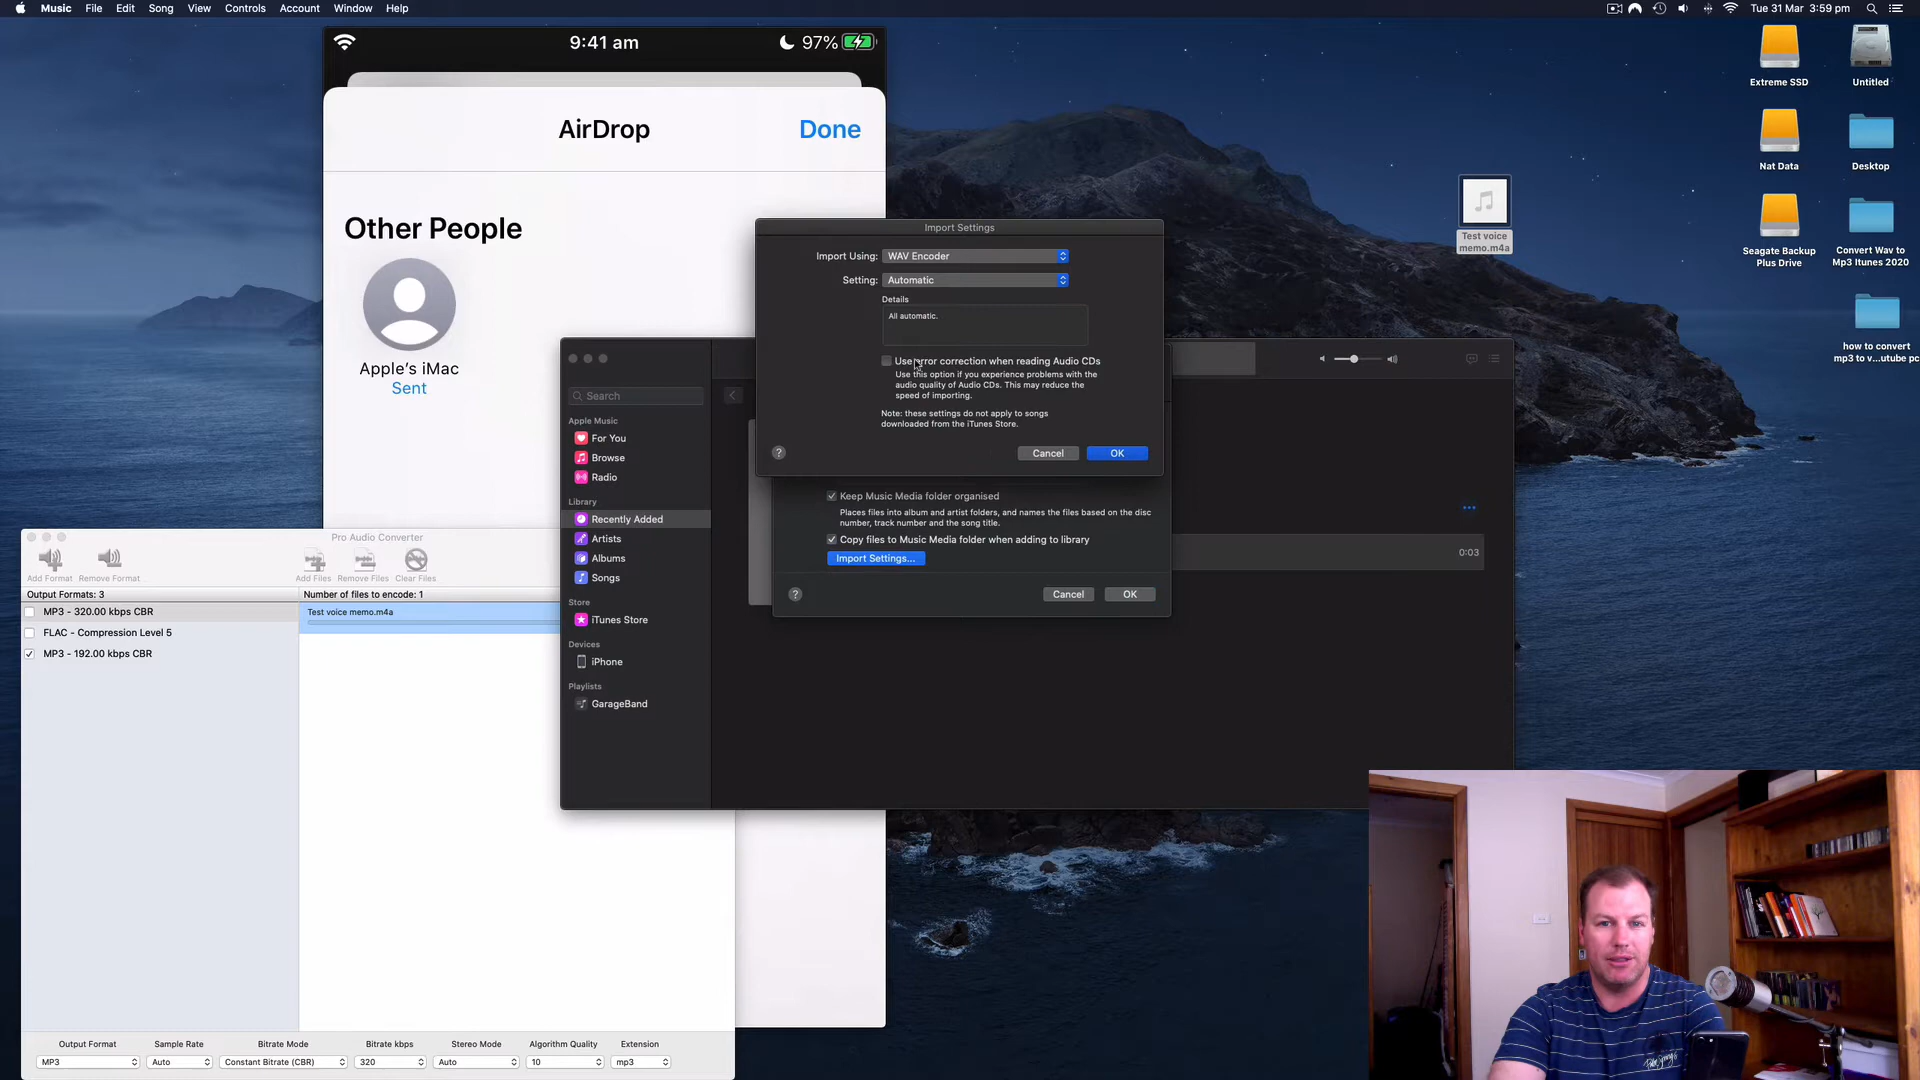 Music File Edit Song View Controls Account Window Help
Tue 31 Mar 3:59 pm
9:41 am
97%
AirDrop
Done
Other People
Apple's iMac
Sent
Extreme SSD
Untitled
Nat Data
Desktop
Seagate Backup
Plus Drive
Convert Wav to
Mp3 Itunes 2020
how to convert
mp3 to v...utube pc
Test voice
memo.m4a
Import Settings
Import Using: WAV Encoder
Setting: Automatic
Details
All automatic.
Use error correction when reading Audio CDs
Use this option if you experience problems with the
audio quality of Audio CDs. This may reduce the
speed of importing.
Note: these settings do not apply to songs
downloaded from the iTunes Store.
?
Cancel
OK
Keep Music Media folder organised
Places files into album and artist folders, and names the files based on the disc
number, track number and the song title.
Copy files to Music Media folder when adding to library
Import Settings...
?
Cancel
OK
0:03
Search
Apple Music
For You
Browse
Radio
Library
Recently Added
Artists
Albums
Songs
Store
iTunes Store
Devices
iPhone
Playlists
GarageBand
Pro Audio Converter
Add Format Remove Format Add Files Remove Files Clear Files
Output Formats: 3
Number of files to encode: 1
MP3 - 320.00 kbps CBR
FLAC - Compression Level 5
MP3 - 192.00 kbps CBR
Test voice memo.m4a
Output Format Sample Rate Bitrate Mode Bitrate kbps Stereo Mode Algorithm Quality Extension
MP3 Auto Constant Bitrate (CBR) 320 Auto 10 mp3